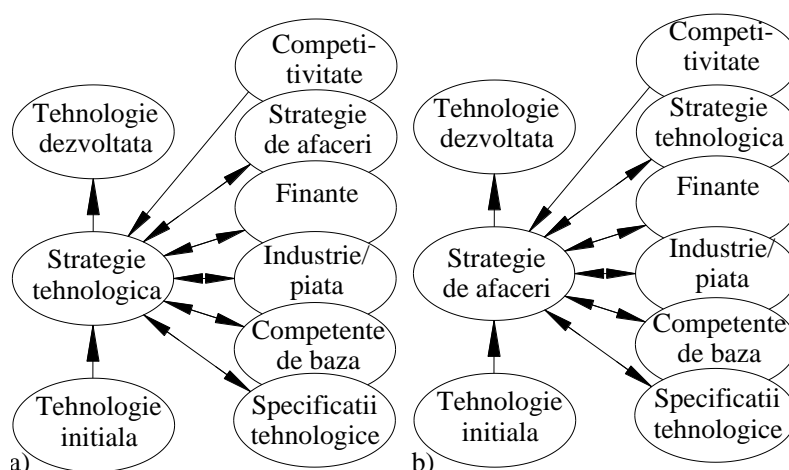 Competi-
tivitate
Tehnologie
dezvoltata
Strategie
de afaceri
Finante
Strategie
tehnologica
Industrie/
piata
Competente
de baza
Tehnologie
initiala
Specificatii
tehnologice
a)
Competi-
tivitate
Tehnologie
dezvoltata
Strategie
tehnologica
Finante
Strategie
de afaceri
Industrie/
piata
Competente
de baza
Tehnologie
initiala
Specificatii
tehnologice
b)